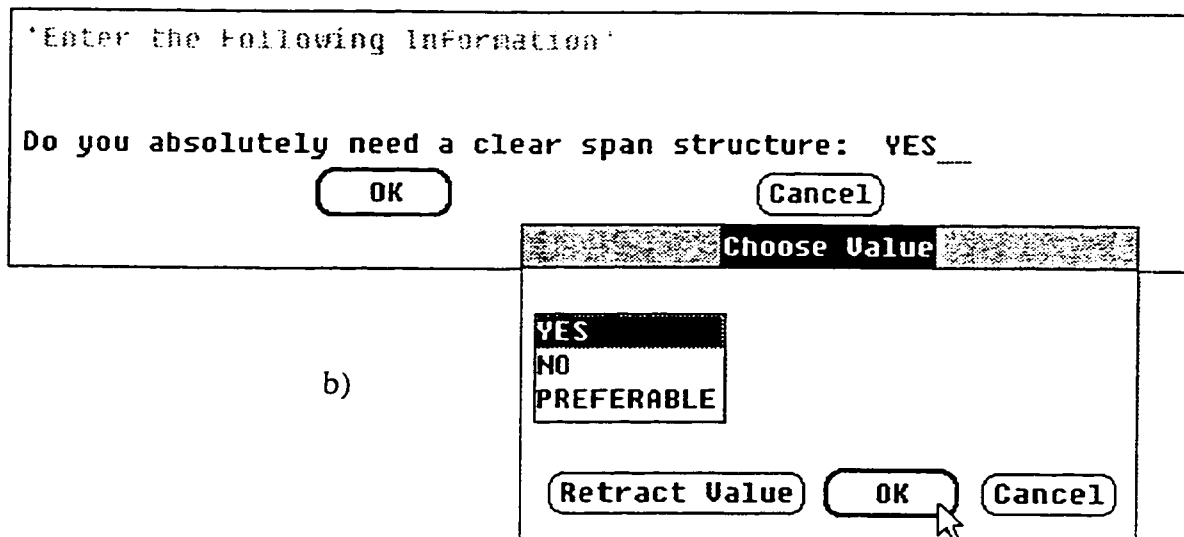 'Enter the Following Information'
Do you absolutely need a clear span structure: YES__
OK Cancel
Choose Value
YES
NO
b)
PREFERABLE
Retract Value OK Cancel